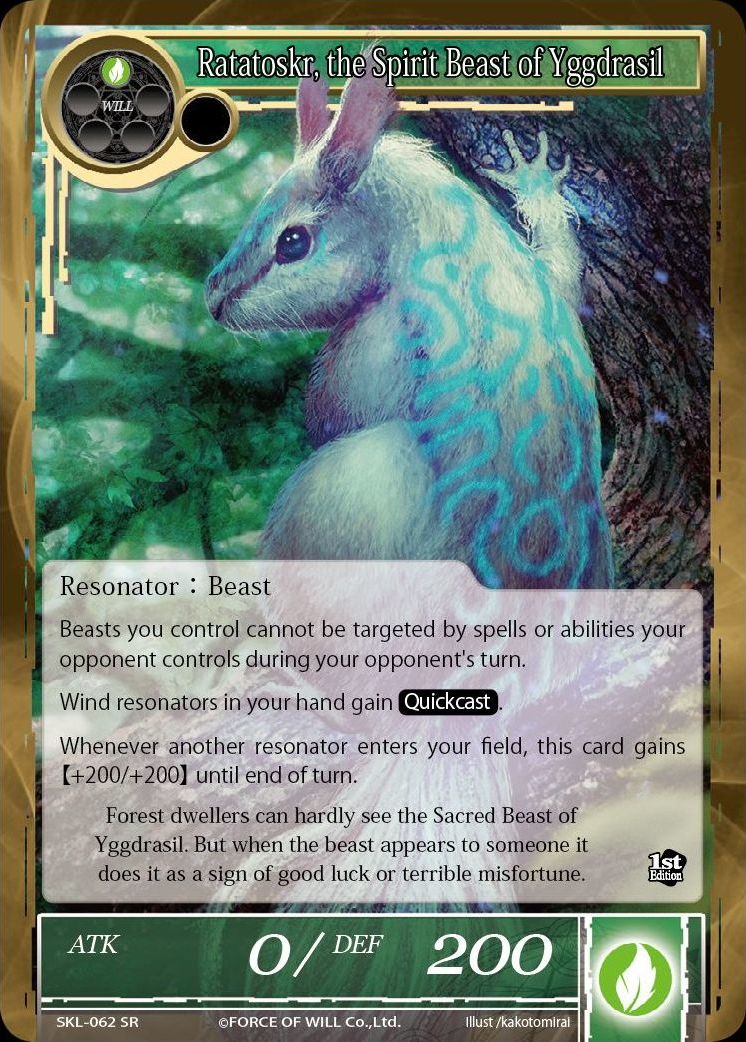 Ratatoskr, the Spirit Beast of Yggdrasil
WILL
Resonator : Beast
Beasts you control cannot be targeted by spells or abilities your
opponent controls during your opponent's turn.
Wind resonators in your hand gain Quickcast.
Whenever another resonator enters your field, this card gains
【+200/+200】 until end of turn.
Forest dwellers can hardly see the Sacred Beast of
Yggdrasil. But when the beast appears to someone it
does it as a sign of good luck or terrible misfortune.
1st
Edition
ATK 0/ DEF 200
SKL-062 SR ©FORCE OF WILL Co.,Ltd. Illust /kakotomirai